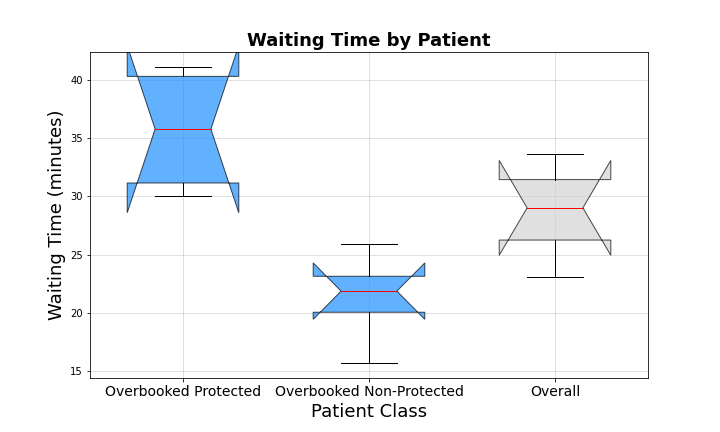 Waiting Time by Patient
Waiting Time (minutes)
40
35
30
25
20
15
Overbooked Protected
Overbooked Non-Protected
Overall
Patient Class